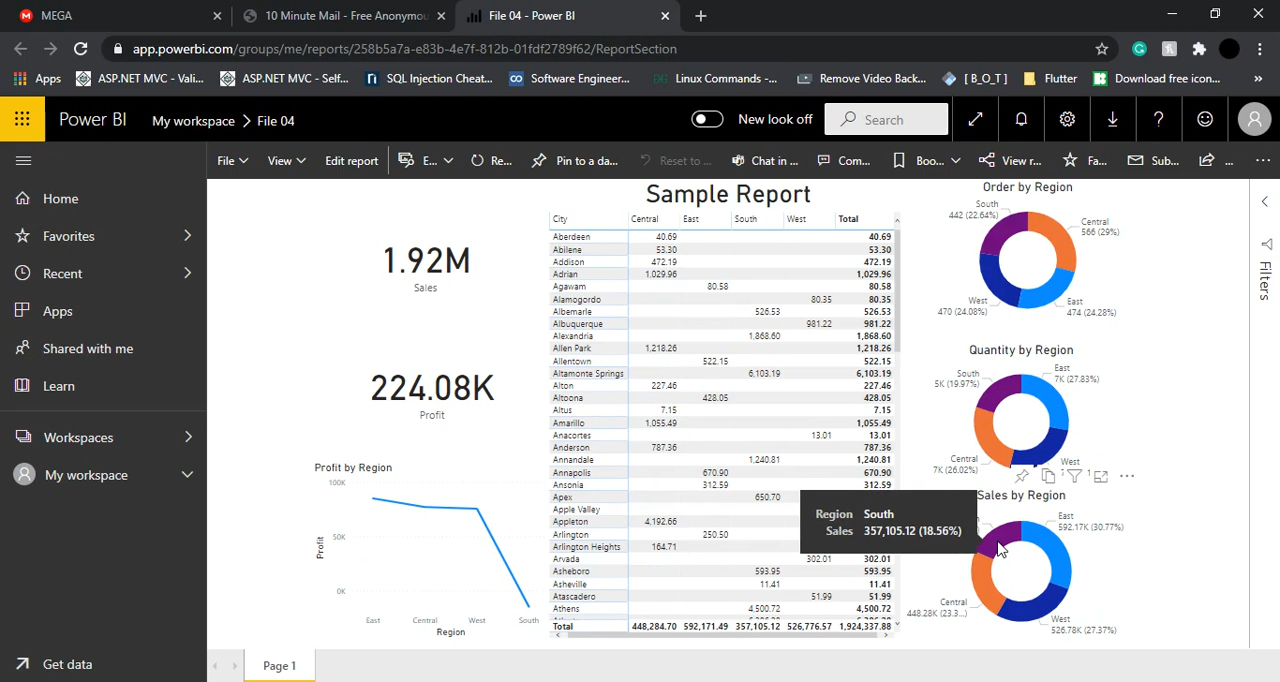 MEGA
10 Minute Mail - Free Anonymou
File 04 - Power BI
app.powerbi.com/groups/me/reports/258b5a7a-e83b-4e7f-812b-01fdf2789f62/ReportSection
Apps ASP.NET MVC - Vali... ASP.NET MVC - Self... SQL Injection Cheat... Software Engineer... Linux Commands -... Remove Video Back... [ B_O_T ] Flutter Download free icon... »
Power BI My workspace > File 04 New look off Search
File View Edit report E... Re... Pin to a da... Reset to ... Chat in ... Com... Boo... View r... Fa... Sub... ... ...
Home
Favorites
Recent
Apps
Shared with me
Learn
Workspaces
My workspace
Get data
Sample Report
1.92M
Sales
224.08K
Profit
Profit by Region
100K
50K
0K
Profit
East Central West South
Region
City Central East South West Total
Aberdeen 40.69 40.69
Abilene 53.30 53.30
Addison 472.19 472.19
Adrian 1,029.96 1,029.96
Agawam 80.58 80.58
Alamogordo 80.35 80.35
Albemarle 526.53 526.53
Albuquerque 981.22 981.22
Alexandria 1,868.60 1,868.60
Allen Park 1,218.26 1,218.26
Allentown 522.15 522.15
Altamonte Springs 6,103.19 6,103.19
Alton 227.46 227.46
Altoona 428.05 428.05
Altus 7.15 7.15
Amarillo 1,055.49 1,055.49
Anacortes 13.01 13.01
Anderson 787.36 787.36
Annandale 1,240.81 1,240.81
Annapolis 670.90 670.90
Ansonia 312.59 312.59
Apex 650.70
Apple Valley
Appleton 4,192.66
Arlington 250.50
Arlington Heights 164.71
Arvada 302.01 302.01
Asheboro 593.95 593.95
Asheville 11.41 11.41
Atascadero 51.99 51.99
Athens 4,500.72 4,500.72
Total 448,284.70 592,171.49 357,105.12 526,776.57 1,924,337.88
Order by Region
South
442 (22.64%)
Central
566 (29%)
West
470 (24.08%)
East
474 (24.28%)
Quantity by Region
South
5K (19.97%)
East
7K (27.83%)
Central
7K (26.02%)
West
Sales by Region
Region South
Sales 357,105.12 (18.56%)
East
592.17K (30.77%)
Central
448.28K (23.3...)
West
526.78K (27.37%)
Filters
Page 1